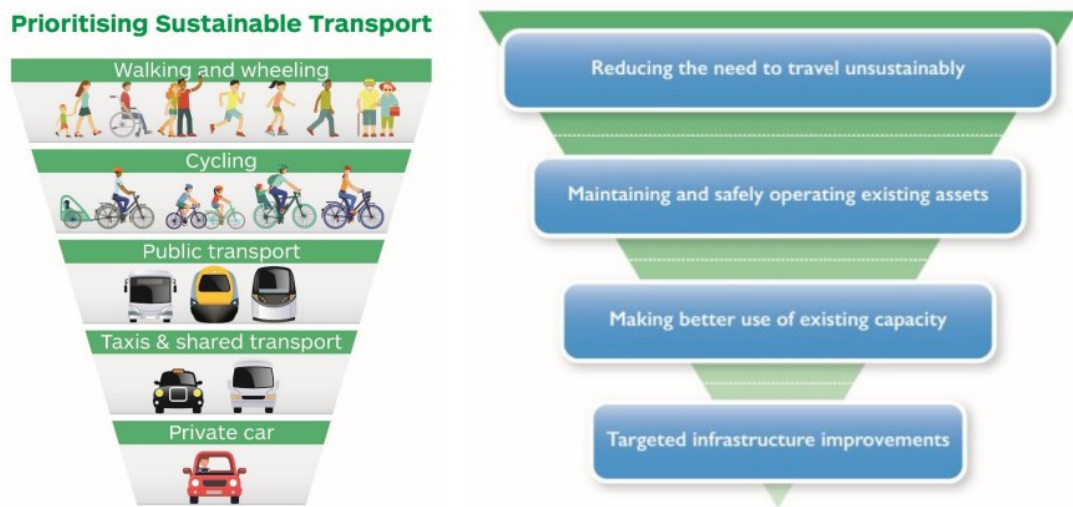 Prioritising Sustainable Transport
Walking and wheeling
Cycling
Public transport
Taxis & shared transport
Private car
Reducing the need to travel unsustainably
Maintaining and safely operating existing assets
Making better use of existing capacity
Targeted infrastructure improvements